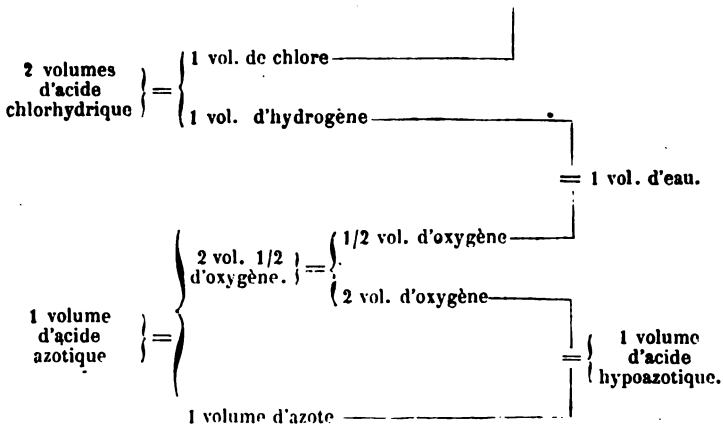 1 vol. de chlore
2 volumes
d'acide
chlorhydrique
=
1 vol. d'hydrogène
= 1 vol. d'eau.
1/2 vol. d'oxygène
2 vol. 1/2
d'oxygène.
=
2 vol. d'oxygène
1 volume
d'acide
azotique
=
=
1 volume
d'acide
hypoazotique.
1 volume d'azote